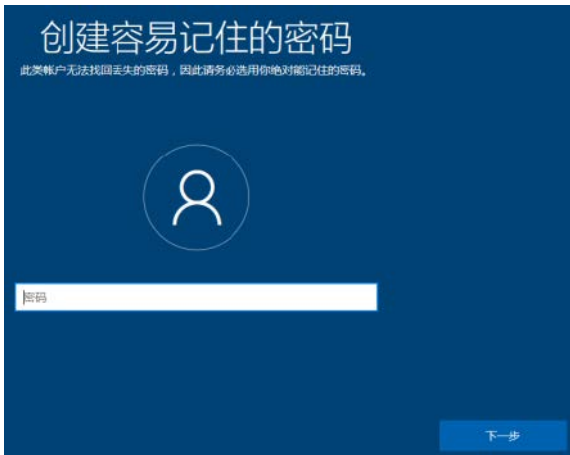 创建容易记住的密码
此类帐户无法找回丢失的密码，因此请务必选用你绝对能记住的密码。
密码
下一步